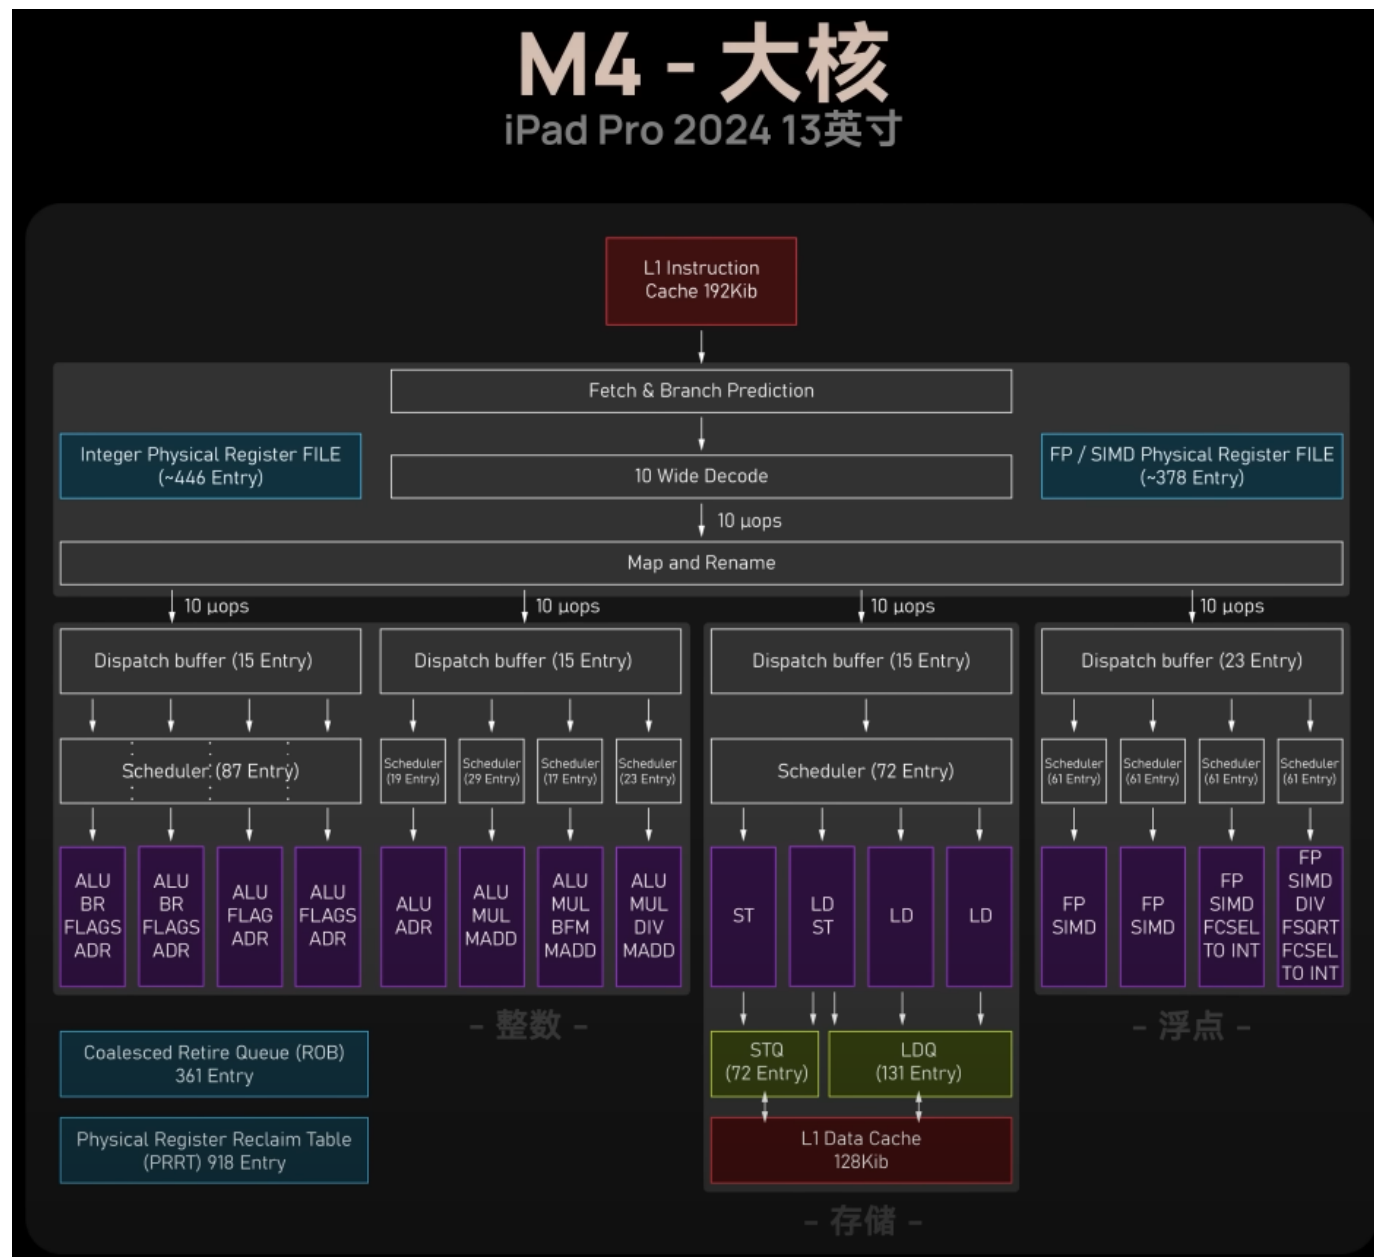 M4 - 大核
iPad Pro 2024 13英寸
L1 Instruction
Cache 192Kib
Fetch & Branch Prediction
Integer Physical Register FILE
(~446 Entry)
10 Wide Decode
FP / SIMD Physical Register FILE
(~378 Entry)
10 μops
Map and Rename
10 μops
10 μops
10 μops
10 μops
Dispatch buffer (15 Entry)
Dispatch buffer (15 Entry)
Dispatch buffer (15 Entry)
Dispatch buffer (23 Entry)
Scheduler (87 Entry)
Scheduler
(19 Entry)
Scheduler
(29 Entry)
Scheduler
(17 Entry)
Scheduler
(23 Entry)
Scheduler (72 Entry)
Scheduler
(61 Entry)
Scheduler
(61 Entry)
Scheduler
(61 Entry)
Scheduler
(61 Entry)
ALU
BR
FLAGS
ADR
ALU
BR
FLAGS
ADR
ALU
FLAG
ADR
ALU
FLAGS
ADR
ALU
ADR
ALU
MUL
MADD
ALU
MUL
BFM
MADD
ALU
MUL
DIV
MADD
ST
LD
ST
LD
LD
FP
SIMD
FP
SIMD
FP
SIMD
FCSEL
TO INT
FP
SIMD
DIV
FSQRT
FCSEL
TO INT
- 整数 -
- 浮点 -
Coalesced Retire Queue (ROB)
361 Entry
STQ
(72 Entry)
LDQ
(131 Entry)
Physical Register Reclaim Table
(PRRT) 918 Entry
L1 Data Cache
128Kib
- 存储 -